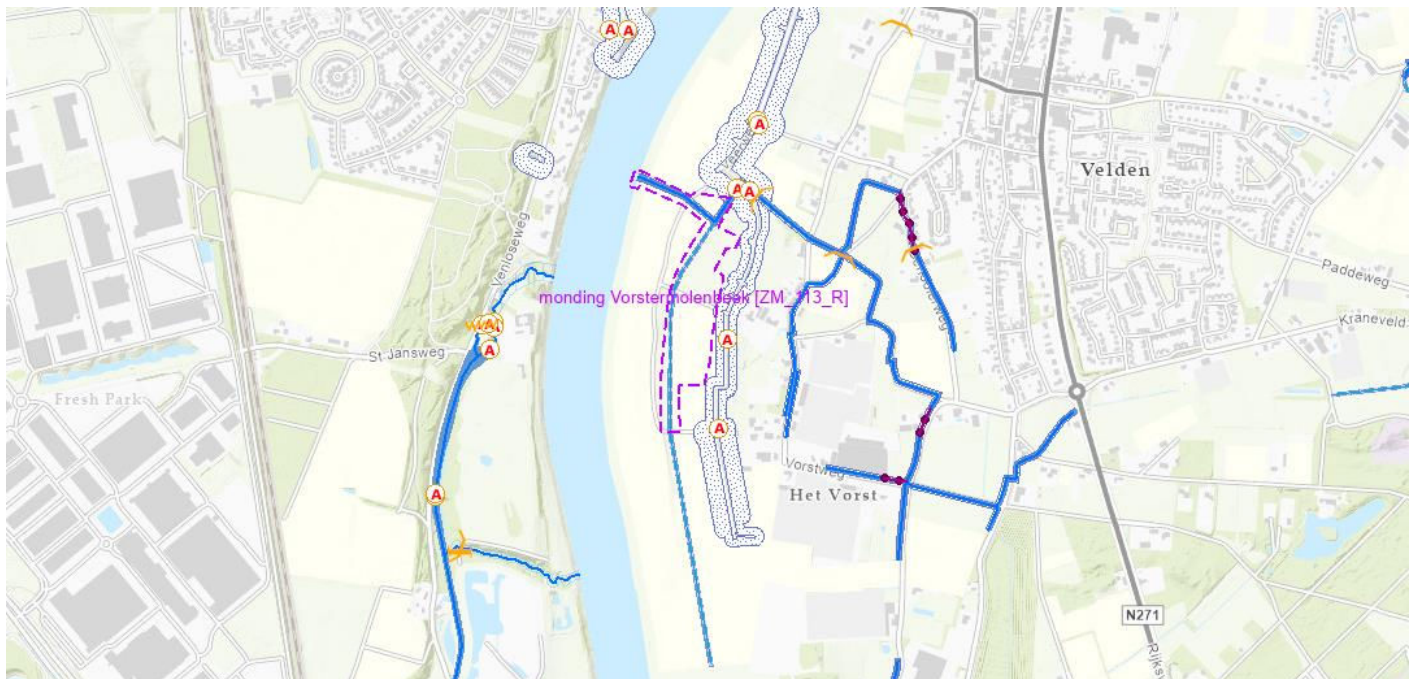 A
A
A
Velden
A
A
Venloseweg
Paddeweg
monding Vorstermolenbeek [ZM_113_R]
Kraneveld
A
A
A
St Jansweg
Fresh Park
A
Vorstweg
Het Vorst
A
N271